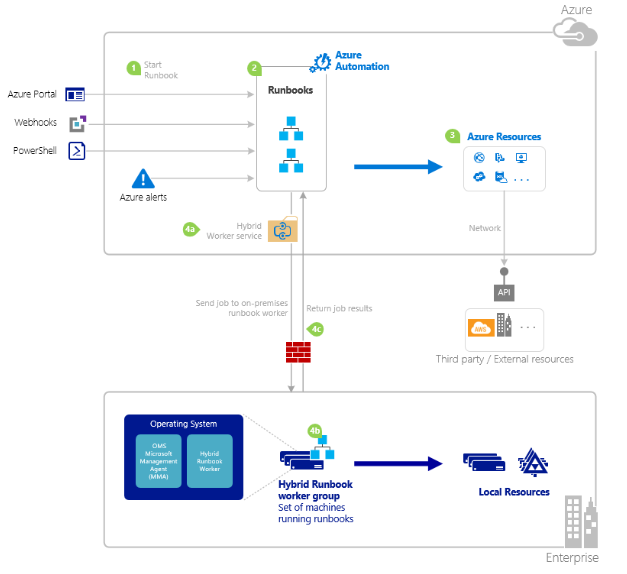 Azure
1 Start
Runbook
2
Azure
Automation
Runbooks
Azure Portal
Webhooks
PowerShell
Azure alerts
3 Azure Resources
. . .
4a Hybrid
Worker service
Network
API
Send job to on-premises
runbook worker
Return job results
4c
AWS
. . .
Third party / External resources
Operating System
OMS
Microsoft
Management
Agent
(MMA)
Hybrid
Runbook
Worker
4b
Hybrid Runbook
worker group
Set of machines
running runbooks
Local Resources
Enterprise